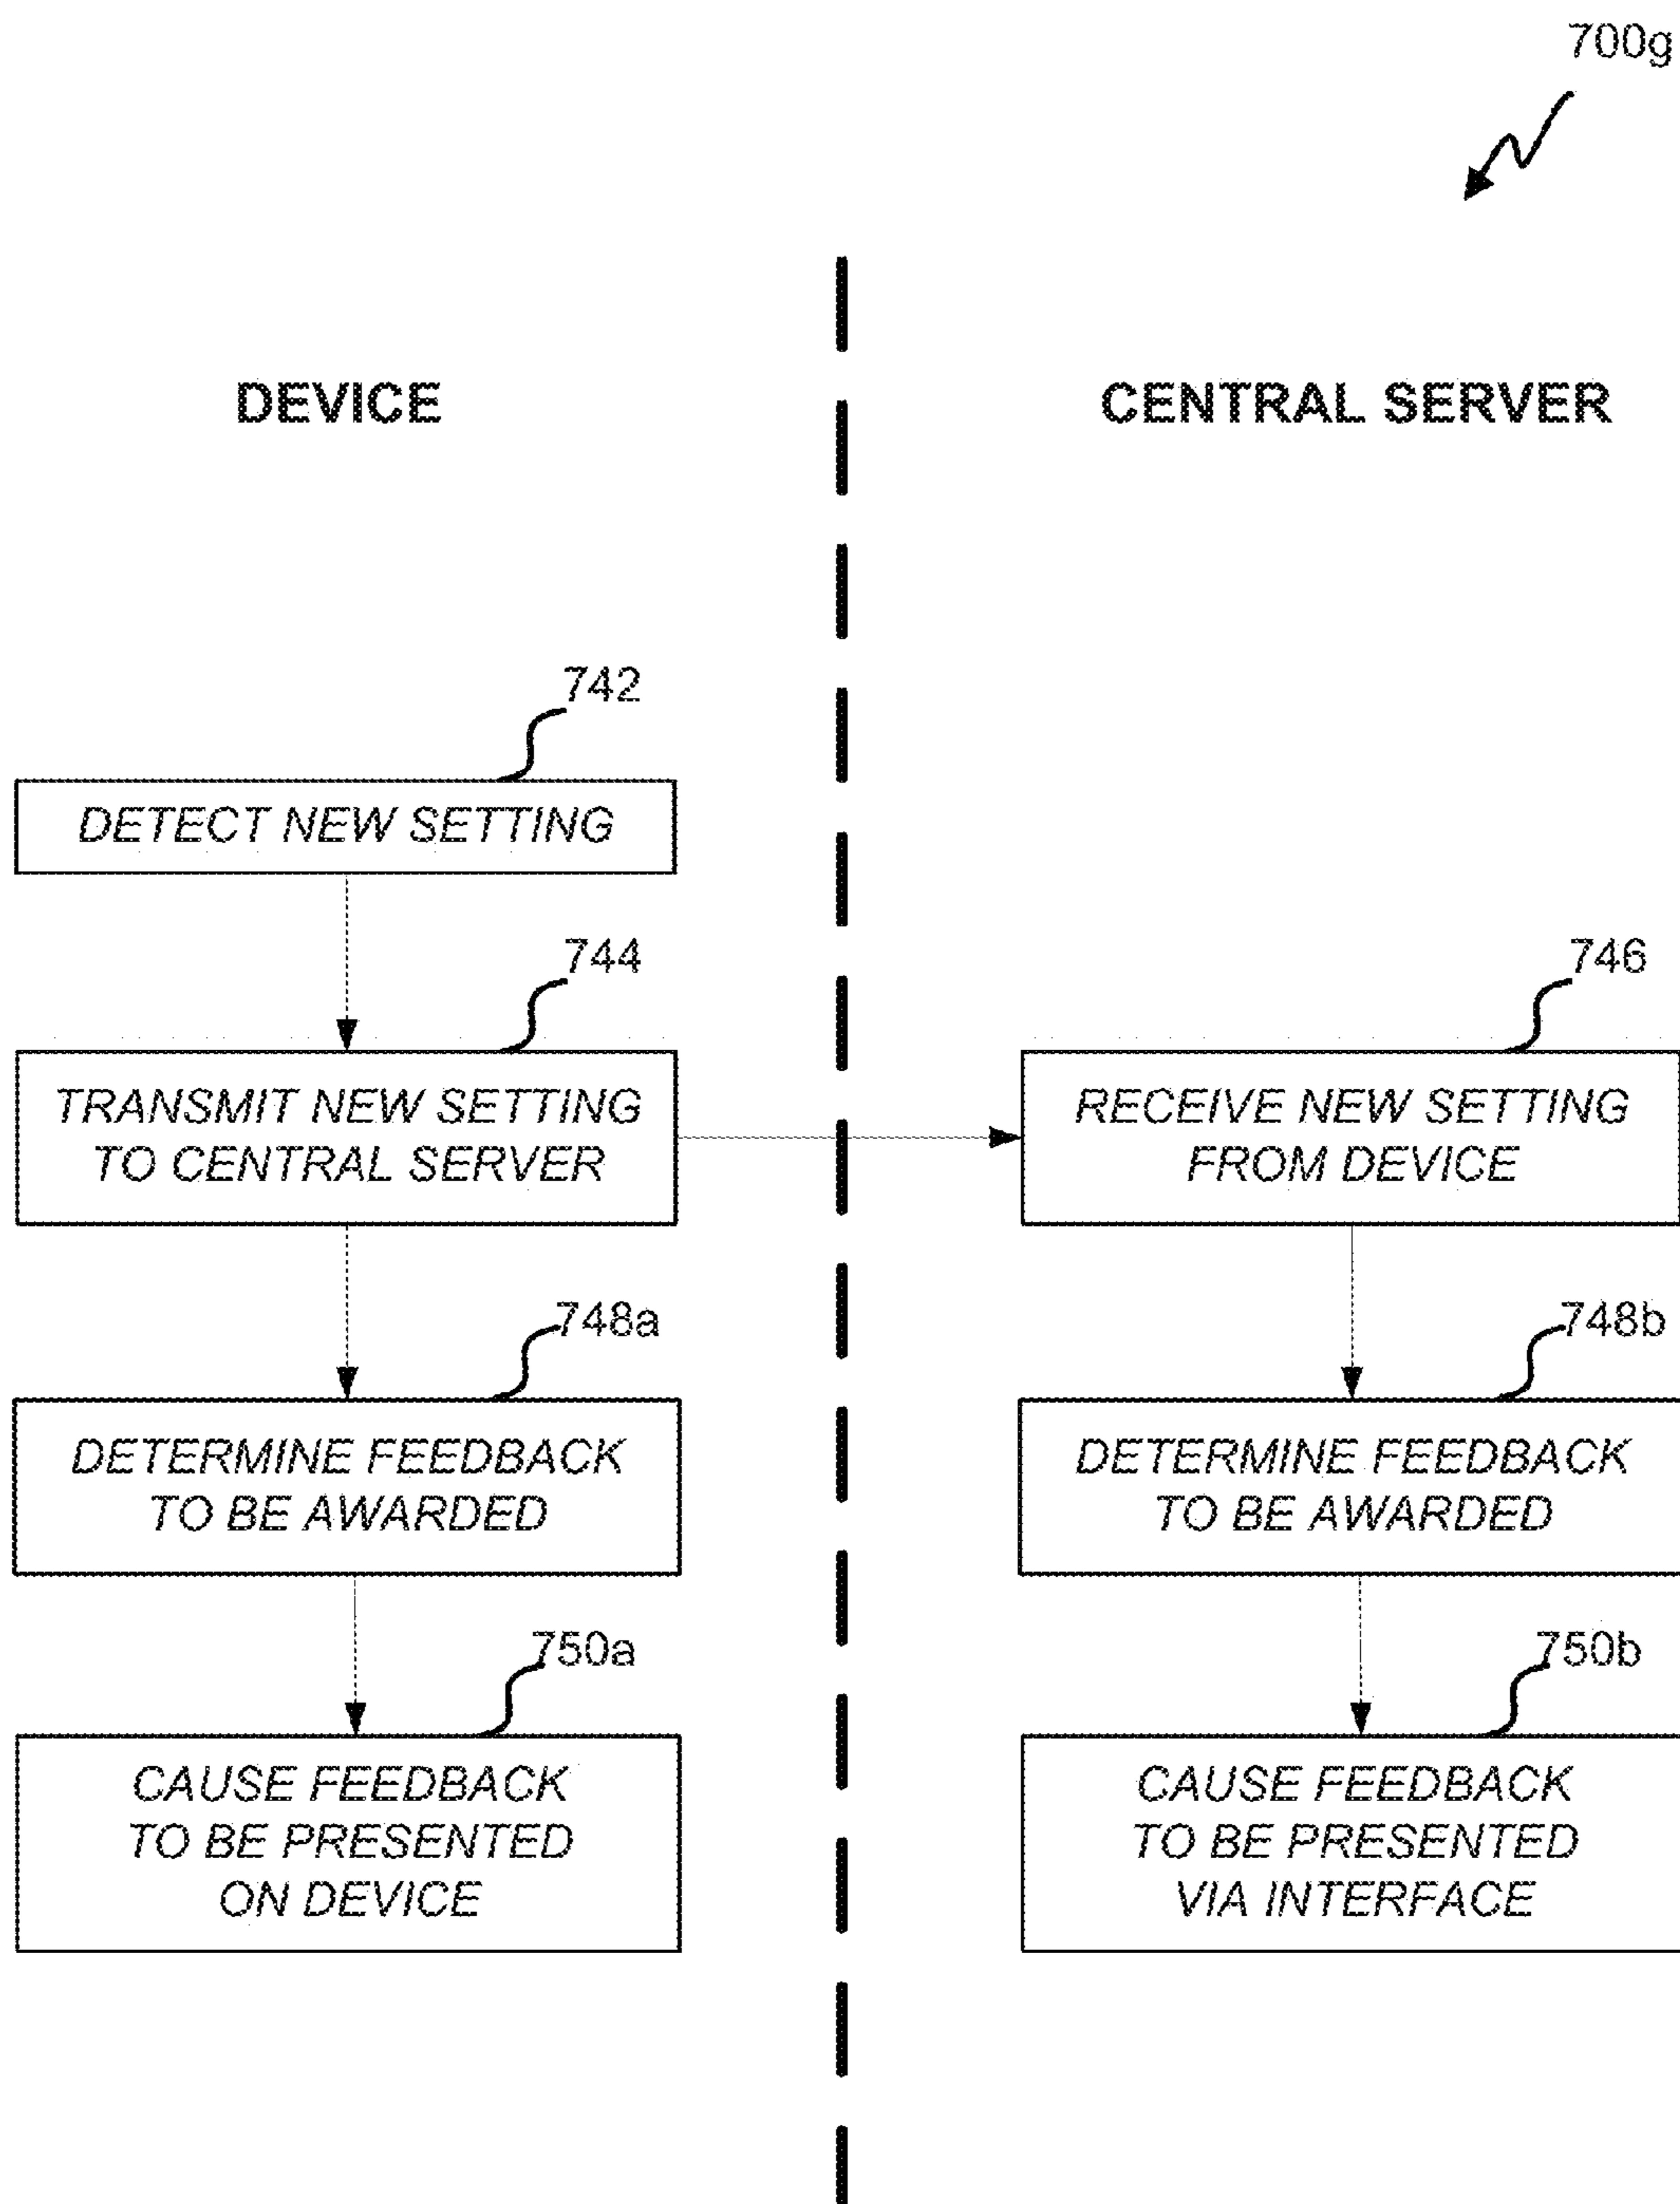 700g
DEVICE
CENTRAL SERVER
742
DETECT NEW SETTING
744
TRANSMIT NEW SETTING
TO CENTRAL SERVER
746
RECEIVE NEW SETTING
FROM DEVICE
748a
DETERMINE FEEDBACK
TO BE AWARDED
748b
DETERMINE FEEDBACK
TO BE AWARDED
750a
CAUSE FEEDBACK
TO BE PRESENTED
ON DEVICE
750b
CAUSE FEEDBACK
TO BE PRESENTED
VIA INTERFACE